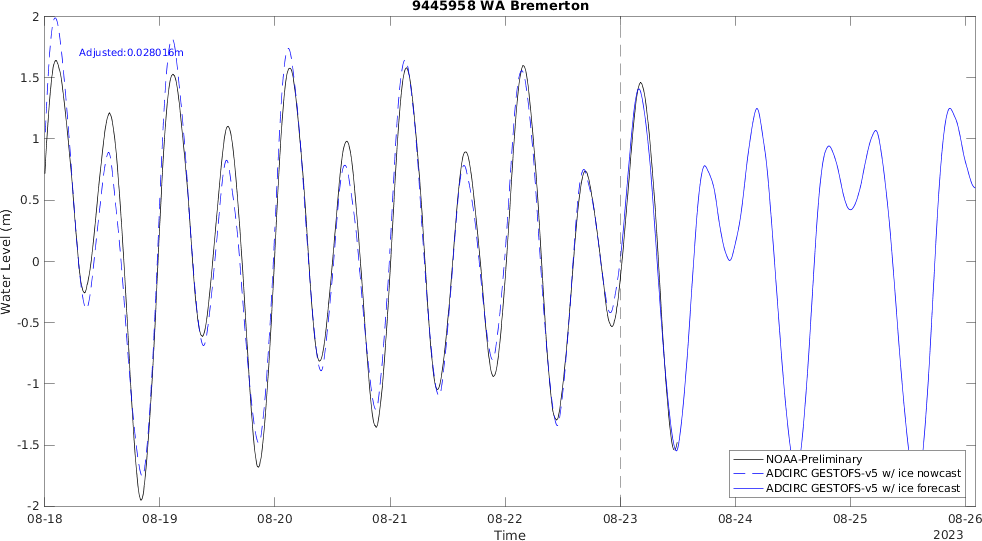 9445958 WA Bremerton
Adjusted:0.028016m
Water Level (m)
2
1.5
1
0.5
0
-0.5
-1
-1.5
-2
NOAA-Preliminary
ADCIRC GESTOFS-v5 w/ ice nowcast
ADCIRC GESTOFS-v5 w/ ice forecast
08-18 08-19 08-20 08-21 08-22 08-23 08-24 08-25 08-26
Time
2023